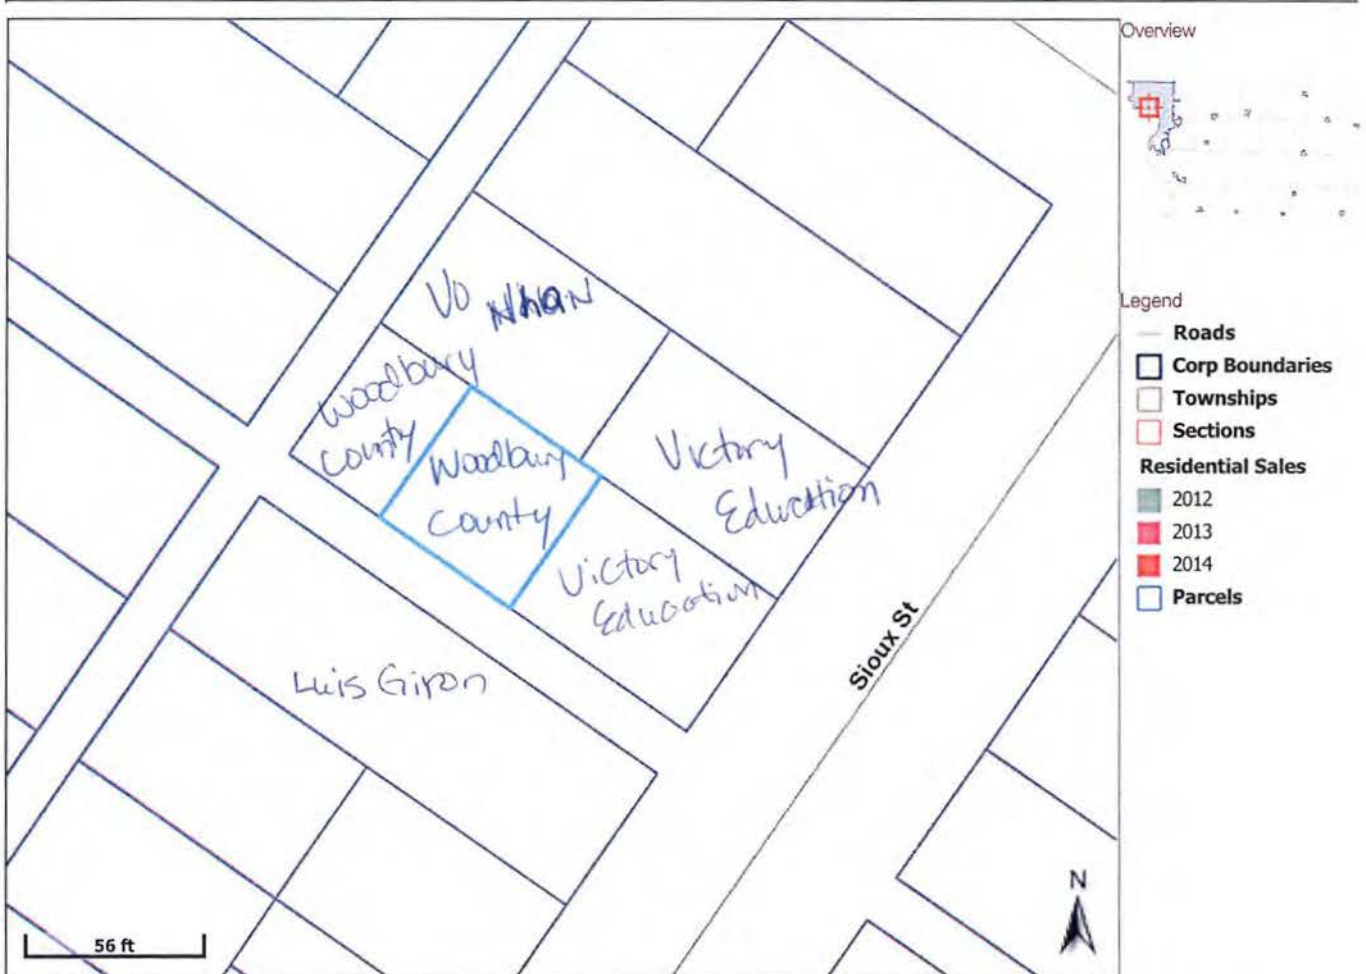 Overview
Legend
Roads
Corp Boundaries
Townships
Sections
Residential Sales
2012
2013
2014
Parcels
Vo Nhan
Woodbury
County
Woodbury
County
Victory
Education
Victory
Education
Luis Giron
Sioux St
N
56 ft